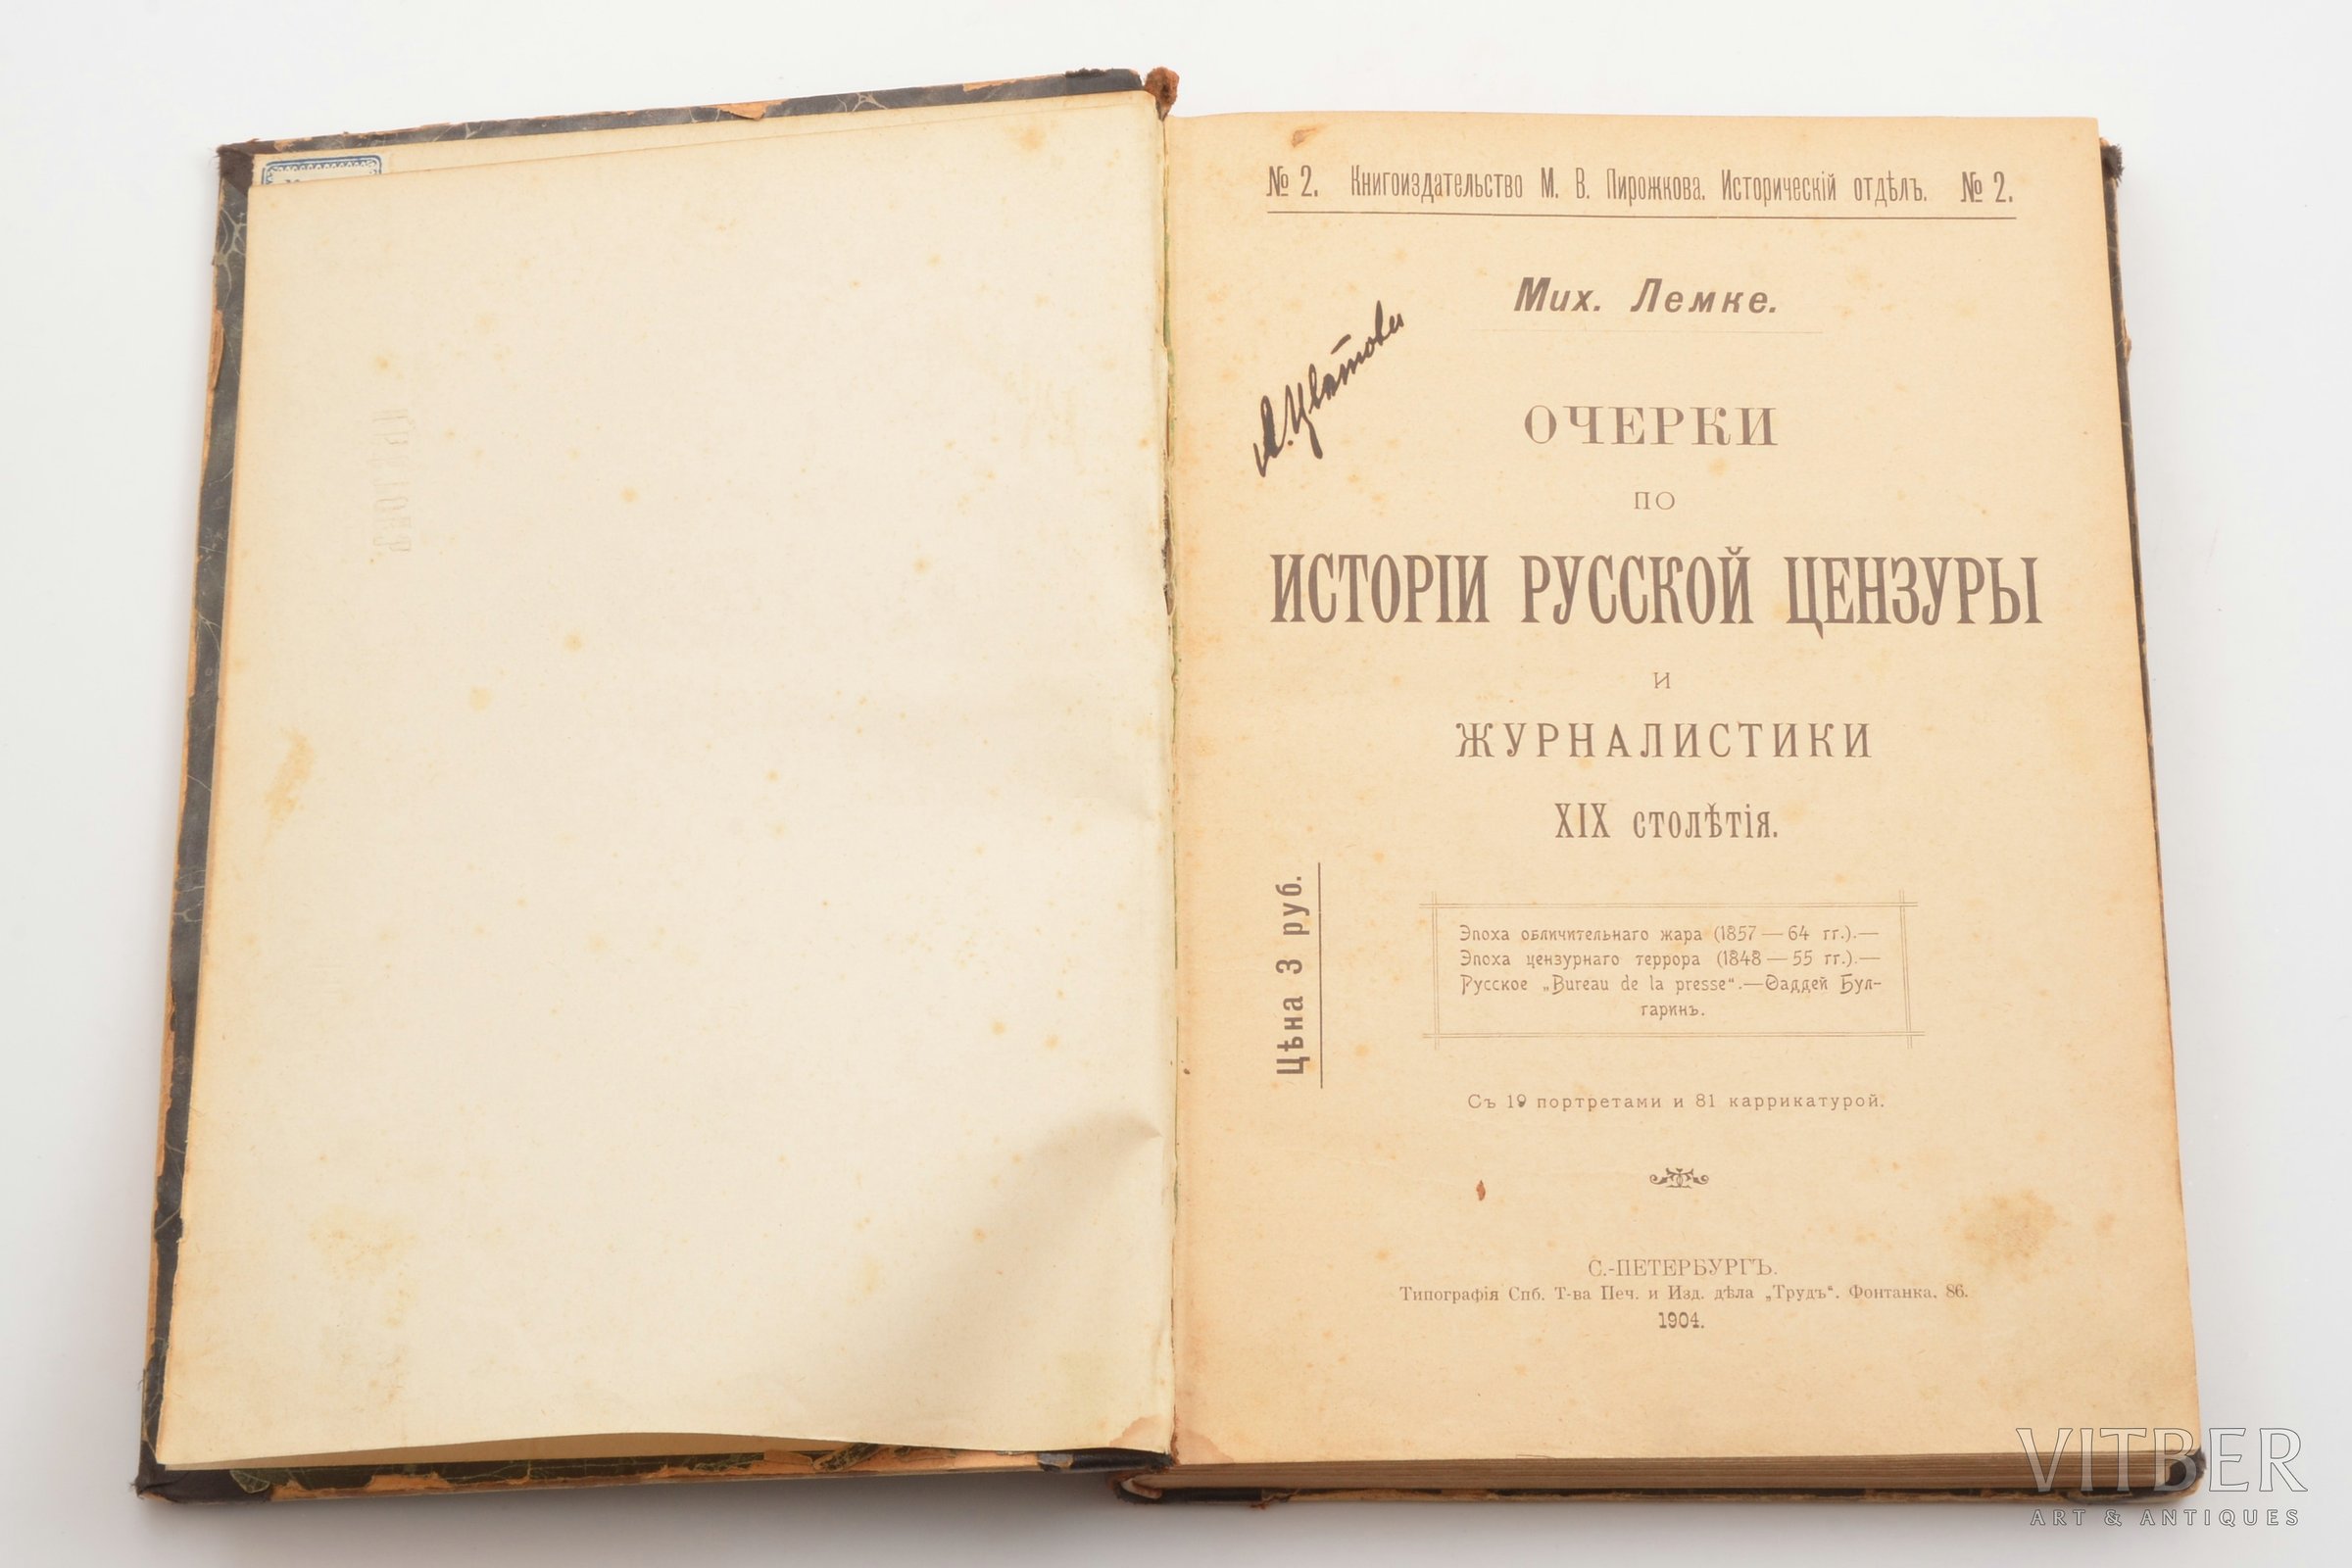 № 2. Книгоиздательство М. В. Пирожкова. Историческій отдѣлъ. № 2.
Мих. Лемке.
ОЧЕРКИ
ПО
ИСТОРІИ РУССКОЙ ЦЕНЗУРЫ
И
ЖУРНАЛИСТИКИ
XIX СТОЛѢТІЯ.
Цѣна 3 руб.
Эпоха обличительнаго жара (1857—64 гг.).—
Эпоха цензурнаго террора (1848—55 гг.).—
Русское „Bureau de la presse“.—Ѳаддей Бул-
гаринъ.
Съ 19 портретами и 81 каррикатурой.
С.-ПЕТЕРБУРГЪ.
Типографія Спб. Т-ва Печ. и Изд. дѣла „Трудъ“. Фонтанка, 86.
1904.
VITBER
ART & ANTIQUES